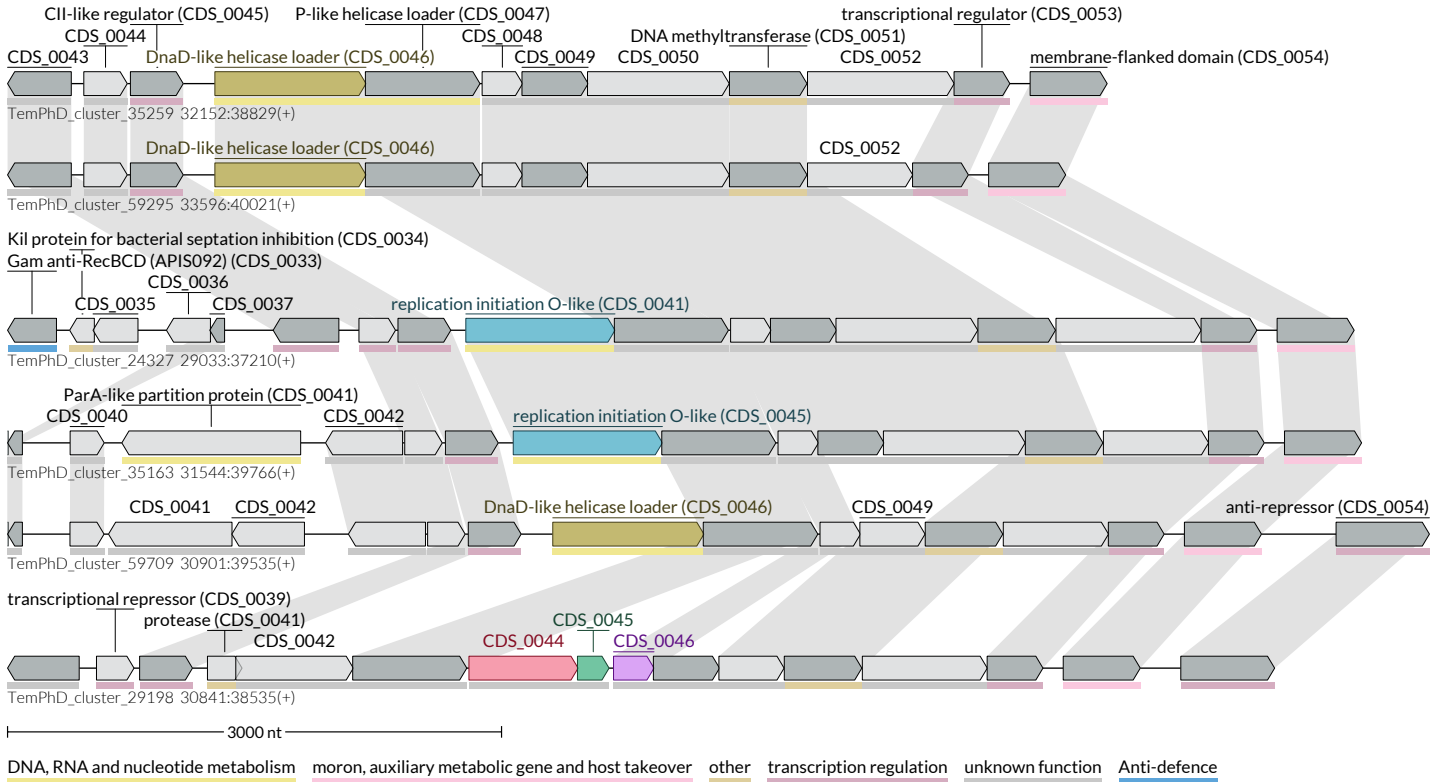 CII-like regulator (CDS_0045) P-like helicase loader (CDS_0047) transcriptional regulator (CDS_0053)
CDS_0044 CDS_0048 DNA methyltransferase (CDS_0051)
CDS_0043 DnaD-like helicase loader (CDS_0046) CDS_0049 CDS_0050 CDS_0052 membrane-flanked domain (CDS_0054)
TemPhD_cluster_35259 32152:38829(+)
DnaD-like helicase loader (CDS_0046) CDS_0052
TemPhD_cluster_59295 33596:40021(+)
Kil protein for bacterial septation inhibition (CDS_0034)
Gam anti-RecBCD (APIS092) (CDS_0033)
CDS_0036
CDS_0035 CDS_0037 replication initiation O-like (CDS_0041)
TemPhD_cluster_24327 29033:37210(+)
ParA-like partition protein (CDS_0041)
CDS_0040 CDS_0042 replication initiation O-like (CDS_0045)
TemPhD_cluster_35163 31544:39766(+)
CDS_0041 CDS_0042 DnaD-like helicase loader (CDS_0046) CDS_0049 anti-repressor (CDS_0054)
TemPhD_cluster_59709 30901:39535(+)
transcriptional repressor (CDS_0039)
protease (CDS_0041) CDS_0045
CDS_0042 CDS_0044 CDS_0046
TemPhD_cluster_29198 30841:38535(+)
3000 nt
DNA, RNA and nucleotide metabolism moron, auxiliary metabolic gene and host takeover other transcription regulation unknown function Anti-defence